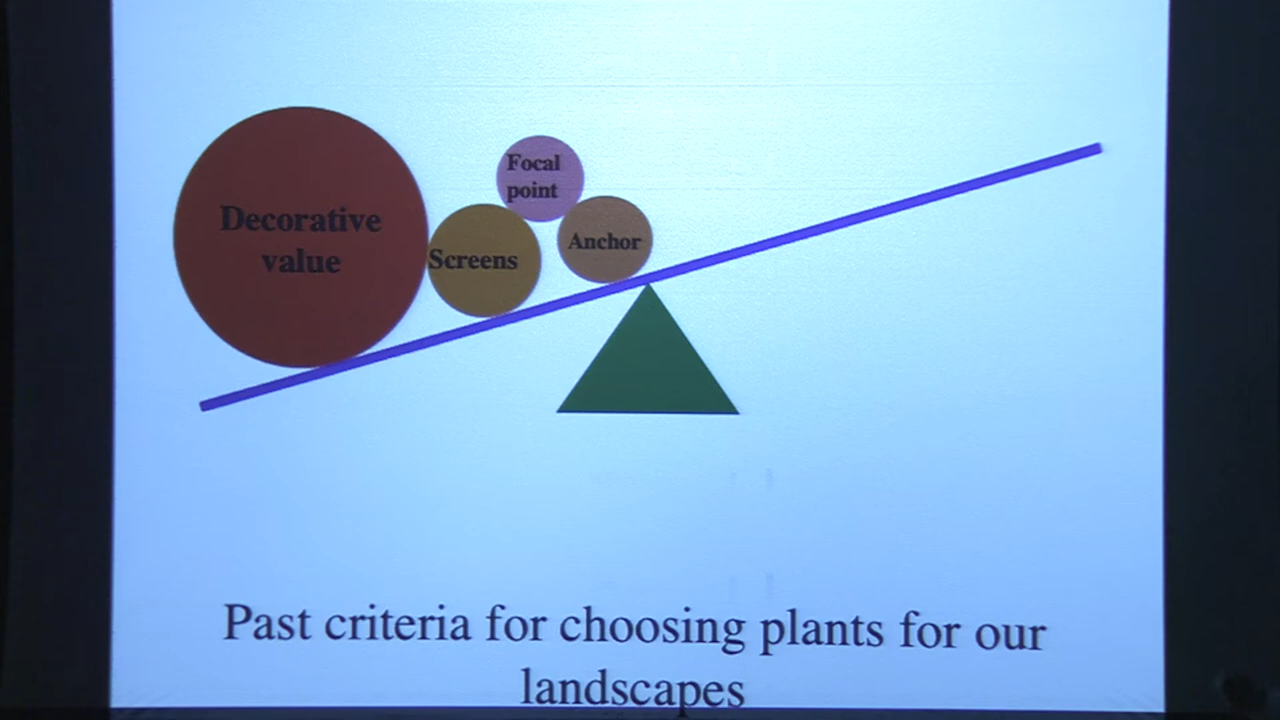 Focal
point
Decorative
value
Screens
Anchor
Past criteria for choosing plants for our
landscapes